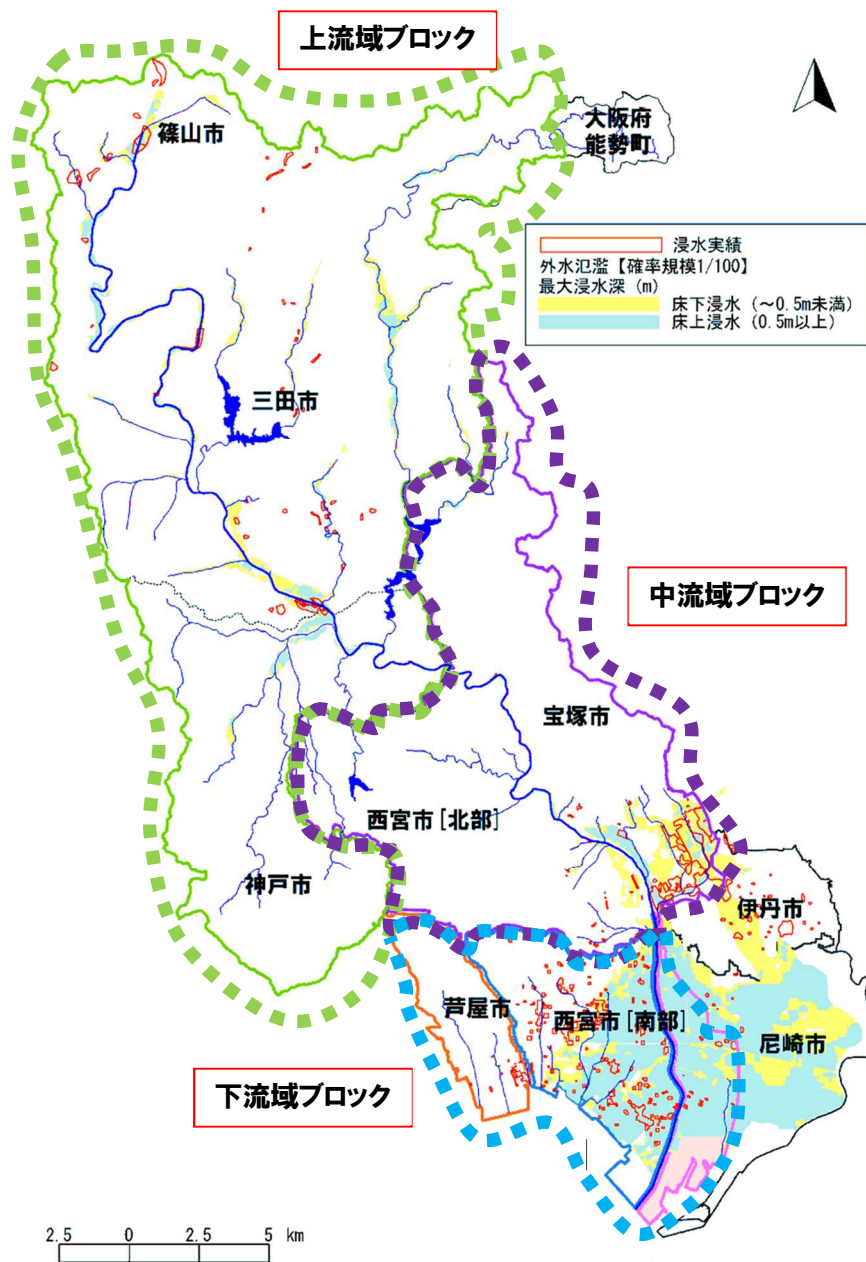 上流域ブロック
大阪府
能勢町
篠山市
浸水実績
外水氾濫【確率規模1/100】
最大浸水深(m)
床下浸水(~0.5m未満)
床上浸水(0.5m以上)
三田市
中流域ブロック
宝塚市
西宮市[北部]
神戸市
伊丹市
芦屋市
西宮市[南部]
尼崎市
下流域ブロック
2.5 0 2.5 5 km